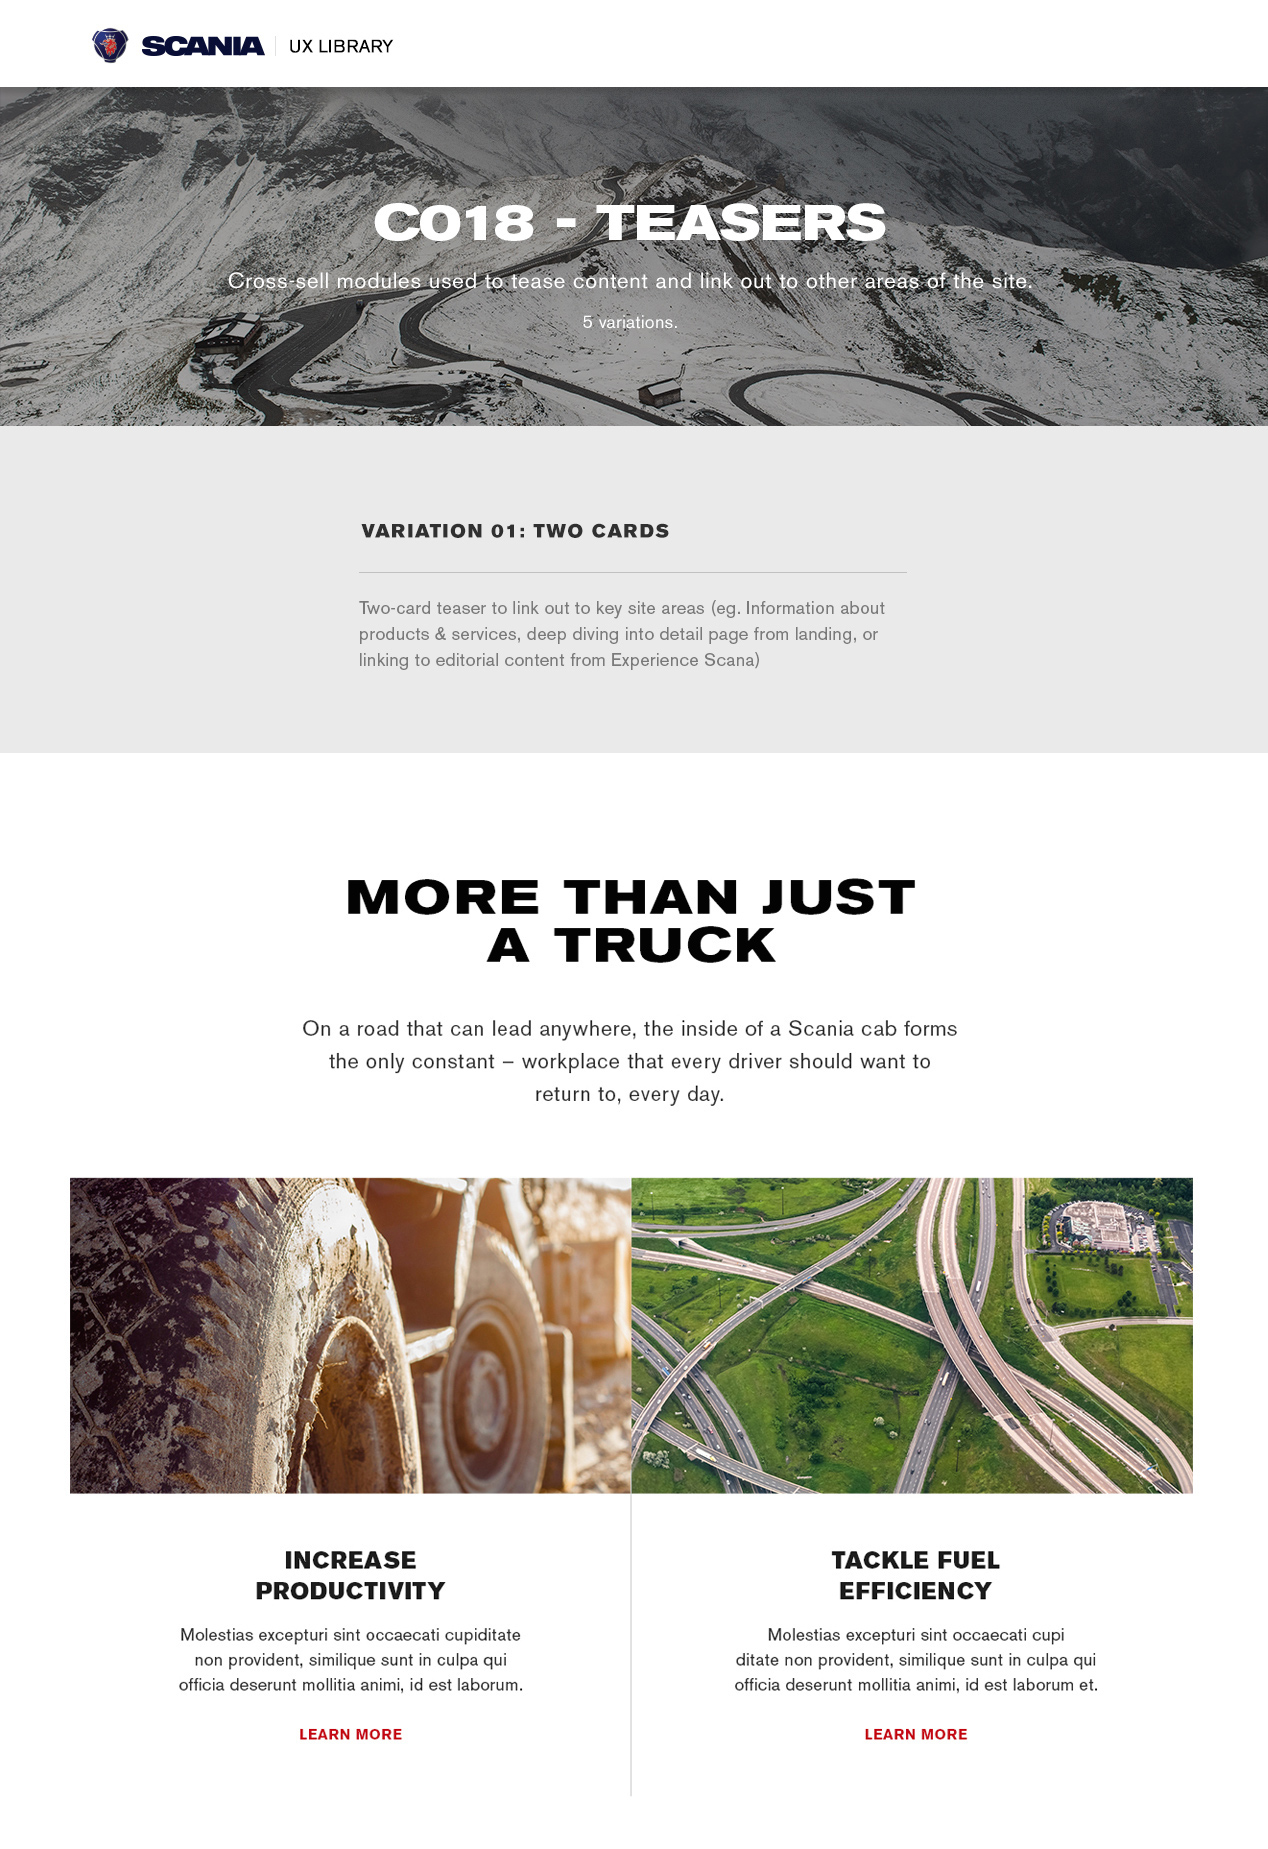 SCANIA UX LIBRARY
C018 - TEASERS
Cross-sell modules used to tease content and link out to other areas of the site.
5 variations.
VARIATION 01: TWO CARDS
Two-card teaser to link out to key site areas (eg. Information about
products & services, deep diving into detail page from landing, or
linking to editorial content from Experience Scana)
MORE THAN JUST
A TRUCK
On a road that can lead anywhere, the inside of a Scania cab forms
the only constant – workplace that every driver should want to
return to, every day.
INCREASE
PRODUCTIVITY
Molestias excepturi sint occaecati cupiditate
non provident, similique sunt in culpa qui
officia deserunt mollitia animi, id est laborum.
LEARN MORE
TACKLE FUEL
EFFICIENCY
Molestias excepturi sint occaecati cupi
ditate non provident, similique sunt in culpa qui
officia deserunt mollitia animi, id est laborum et.
LEARN MORE